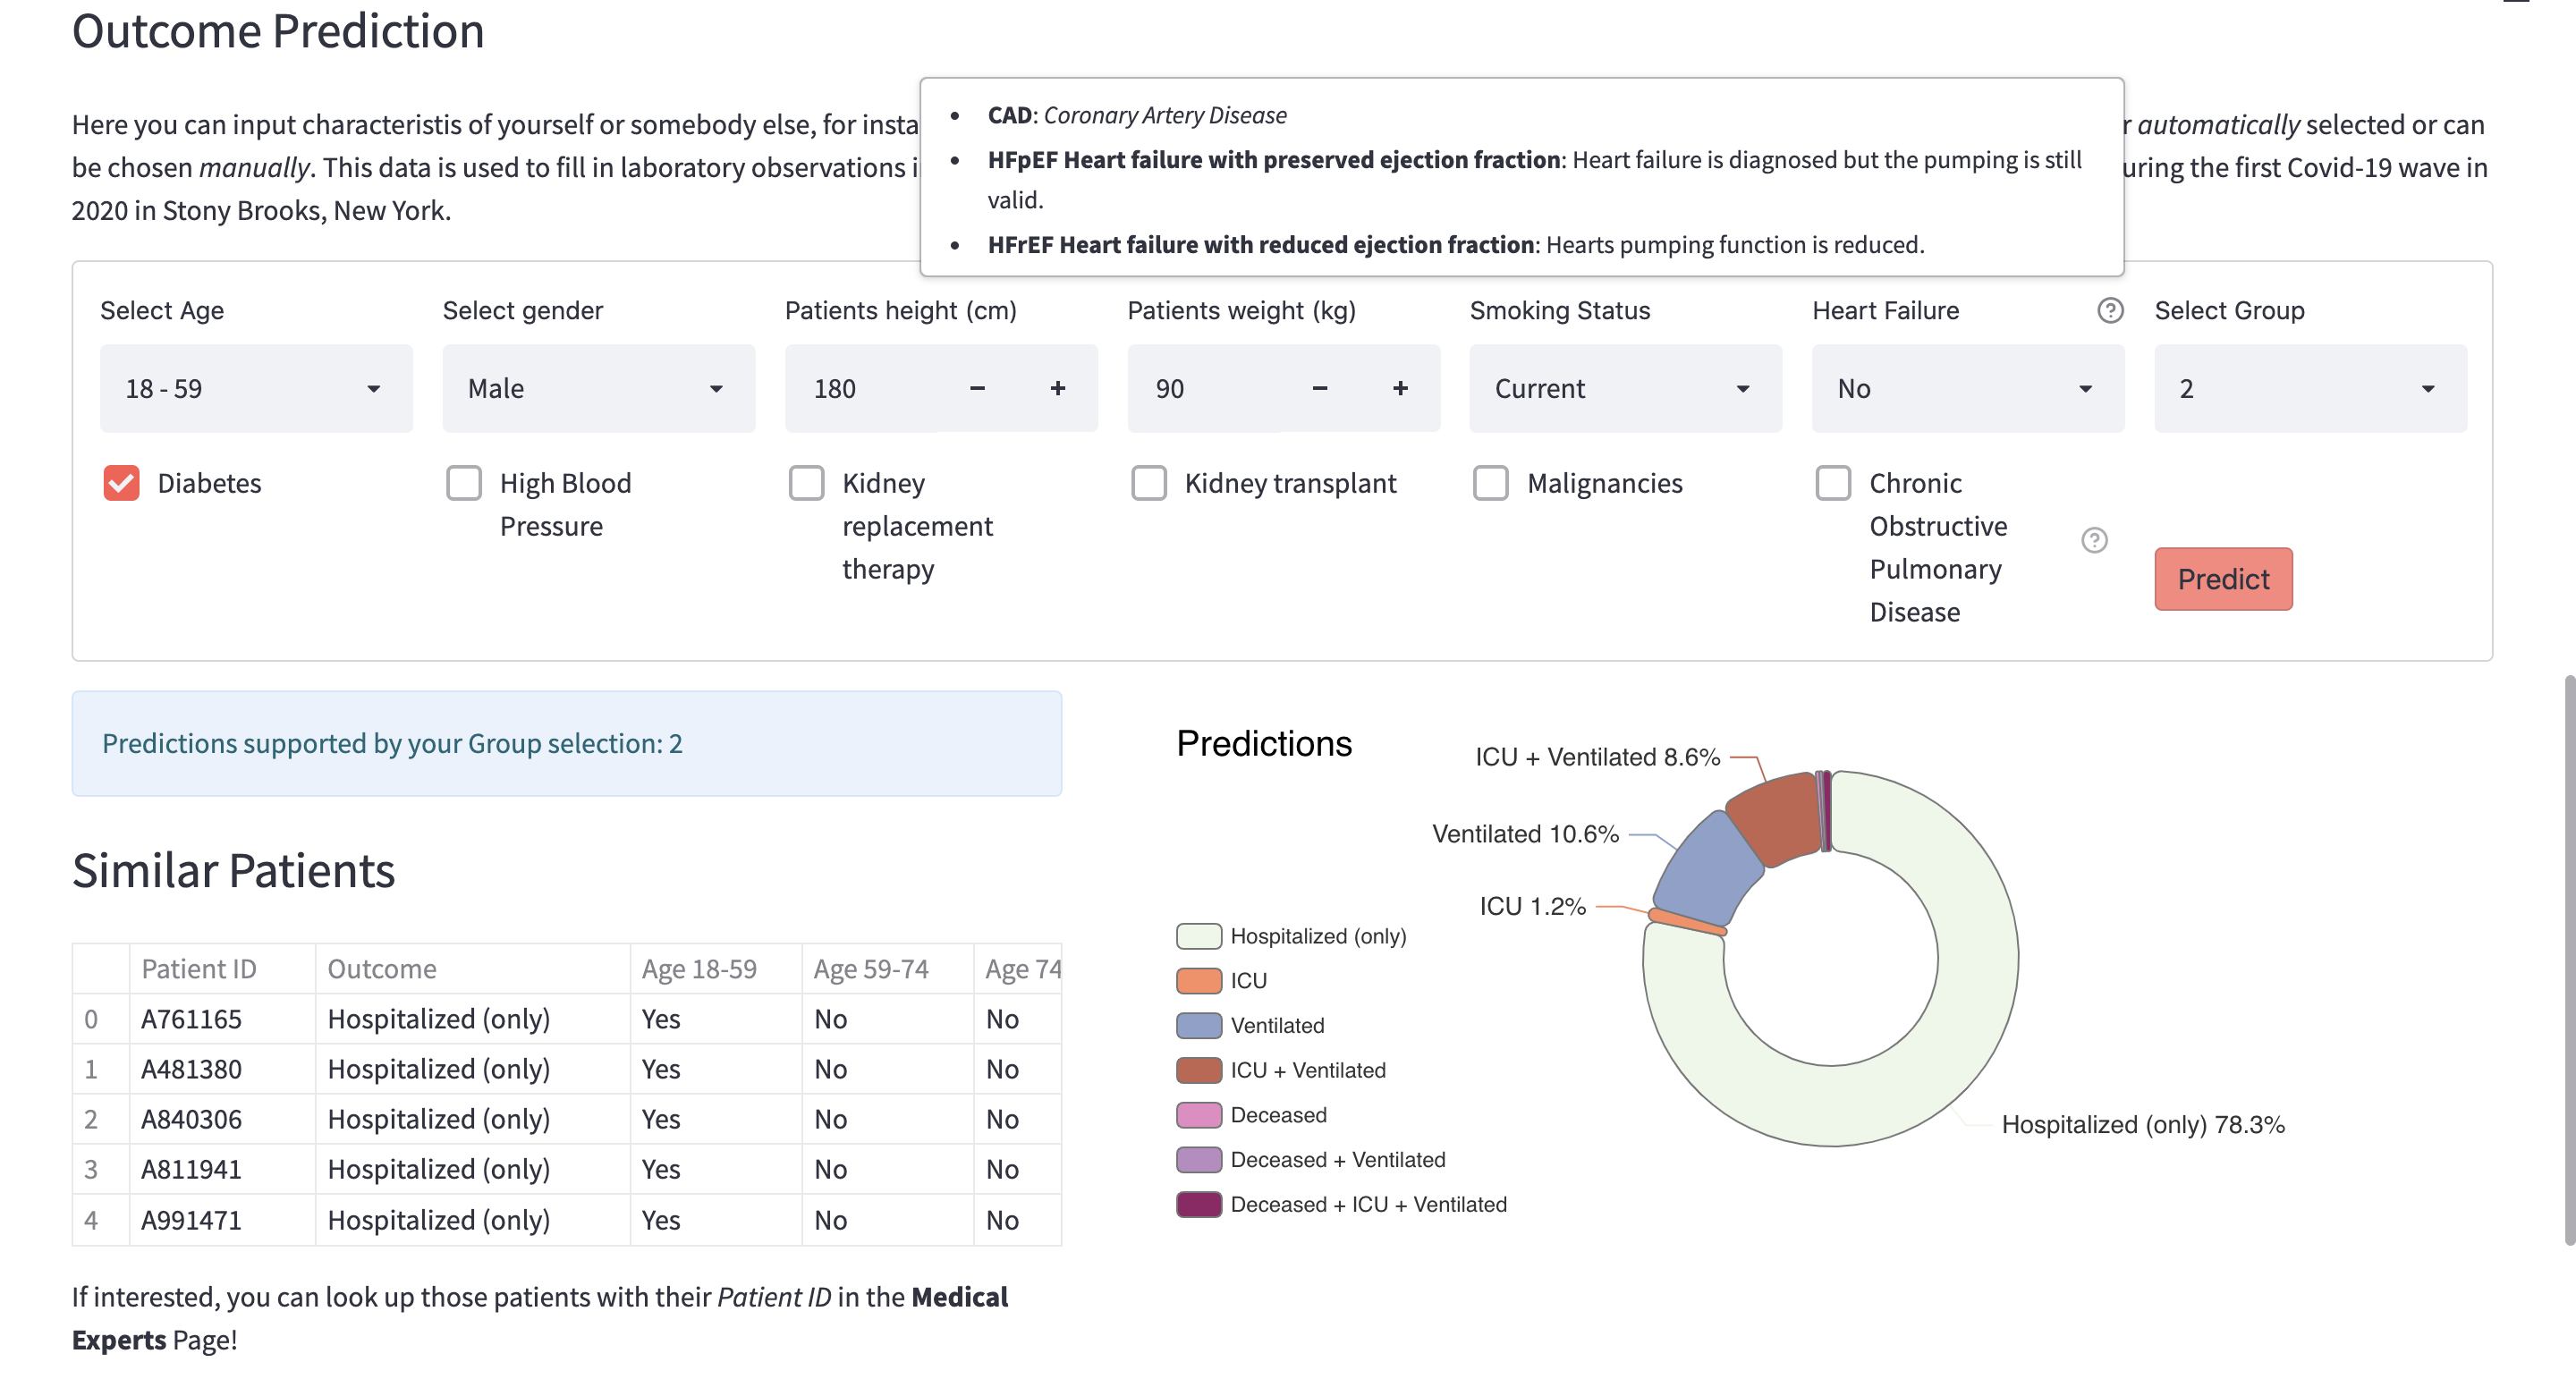 Outcome Prediction
Here you can input characteristis of yourself or somebody else, for insta
r automatically selected or can
be chosen manually. This data is used to fill in laboratory observations i
uring the first Covid-19 wave in
2020 in Stony Brooks, New York.
• CAD: Coronary Artery Disease
• HFpEF Heart failure with preserved ejection fraction: Heart failure is diagnosed but the pumping is still
valid.
• HFrEF Heart failure with reduced ejection fraction: Hearts pumping function is reduced.
Select Age
18 - 59
Select gender
Male
Patients height (cm)
180 − +
Patients weight (kg)
90 − +
Smoking Status
Current
Heart Failure ?
No
Select Group
2
Diabetes
High Blood
Pressure
Kidney
replacement
therapy
Kidney transplant
Malignancies
Chronic
Obstructive
Pulmonary
Disease
?
Predict
Predictions supported by your Group selection: 2
Similar Patients
Patient ID Outcome Age 18-59 Age 59-74 Age 74
0 A761165 Hospitalized (only) Yes No No
1 A481380 Hospitalized (only) Yes No No
2 A840306 Hospitalized (only) Yes No No
3 A811941 Hospitalized (only) Yes No No
4 A991471 Hospitalized (only) Yes No No
If interested, you can look up those patients with their Patient ID in the Medical
Experts Page!
Predictions
ICU + Ventilated 8.6%
Ventilated 10.6%
ICU 1.2%
Hospitalized (only) 78.3%
Hospitalized (only)
ICU
Ventilated
ICU + Ventilated
Deceased
Deceased + Ventilated
Deceased + ICU + Ventilated